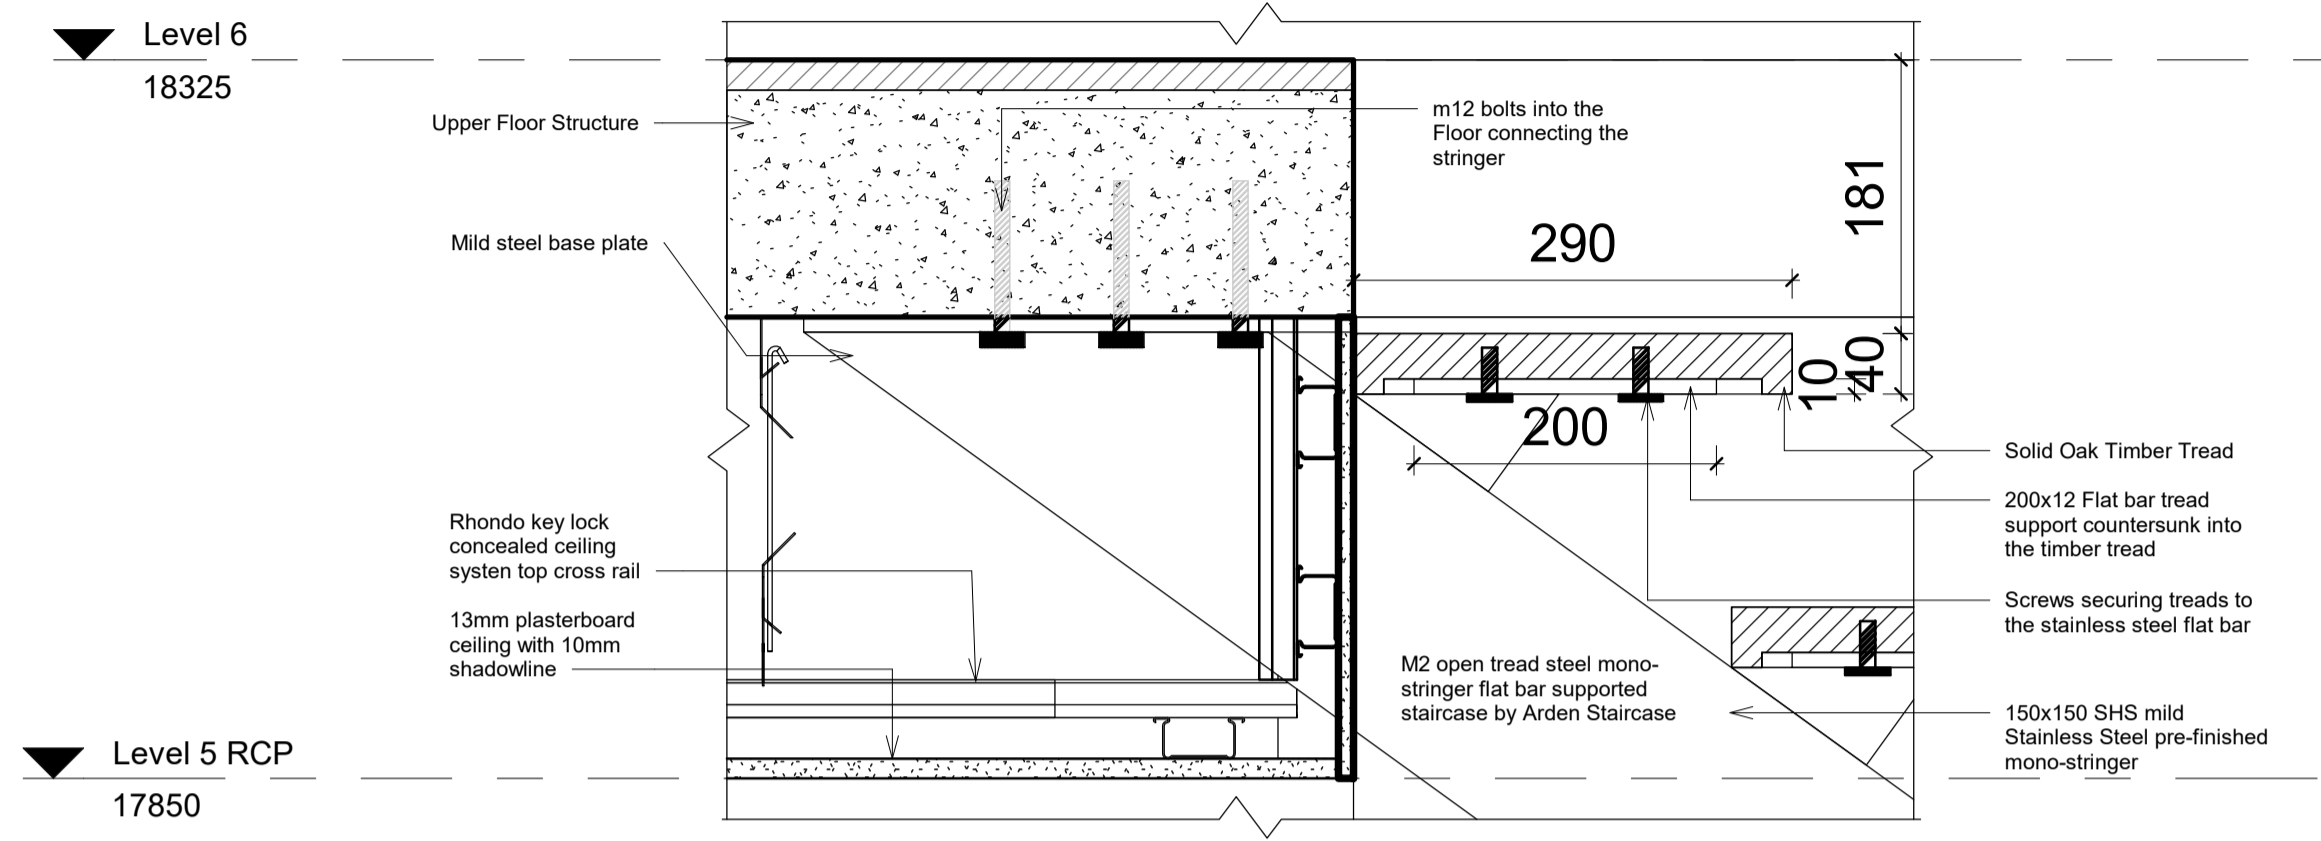 Level 6
18325
Upper Floor Structure
Mild steel base plate
m12 bolts into the
Floor connecting the
stringer
290
181
10
40
200
Rhondo key lock
concealed ceiling
systen top cross rail
13mm plasterboard
ceiling with 10mm
shadowline
M2 open tread steel mono-
stringer flat bar supported
staircase by Arden Staircase
Solid Oak Timber Tread
200x12 Flat bar tread
support countersunk into
the timber tread
Screws securing treads to
the stainless steel flat bar
150x150 SHS mild
Stainless Steel pre-finished
mono-stringer
Level 5 RCP
17850